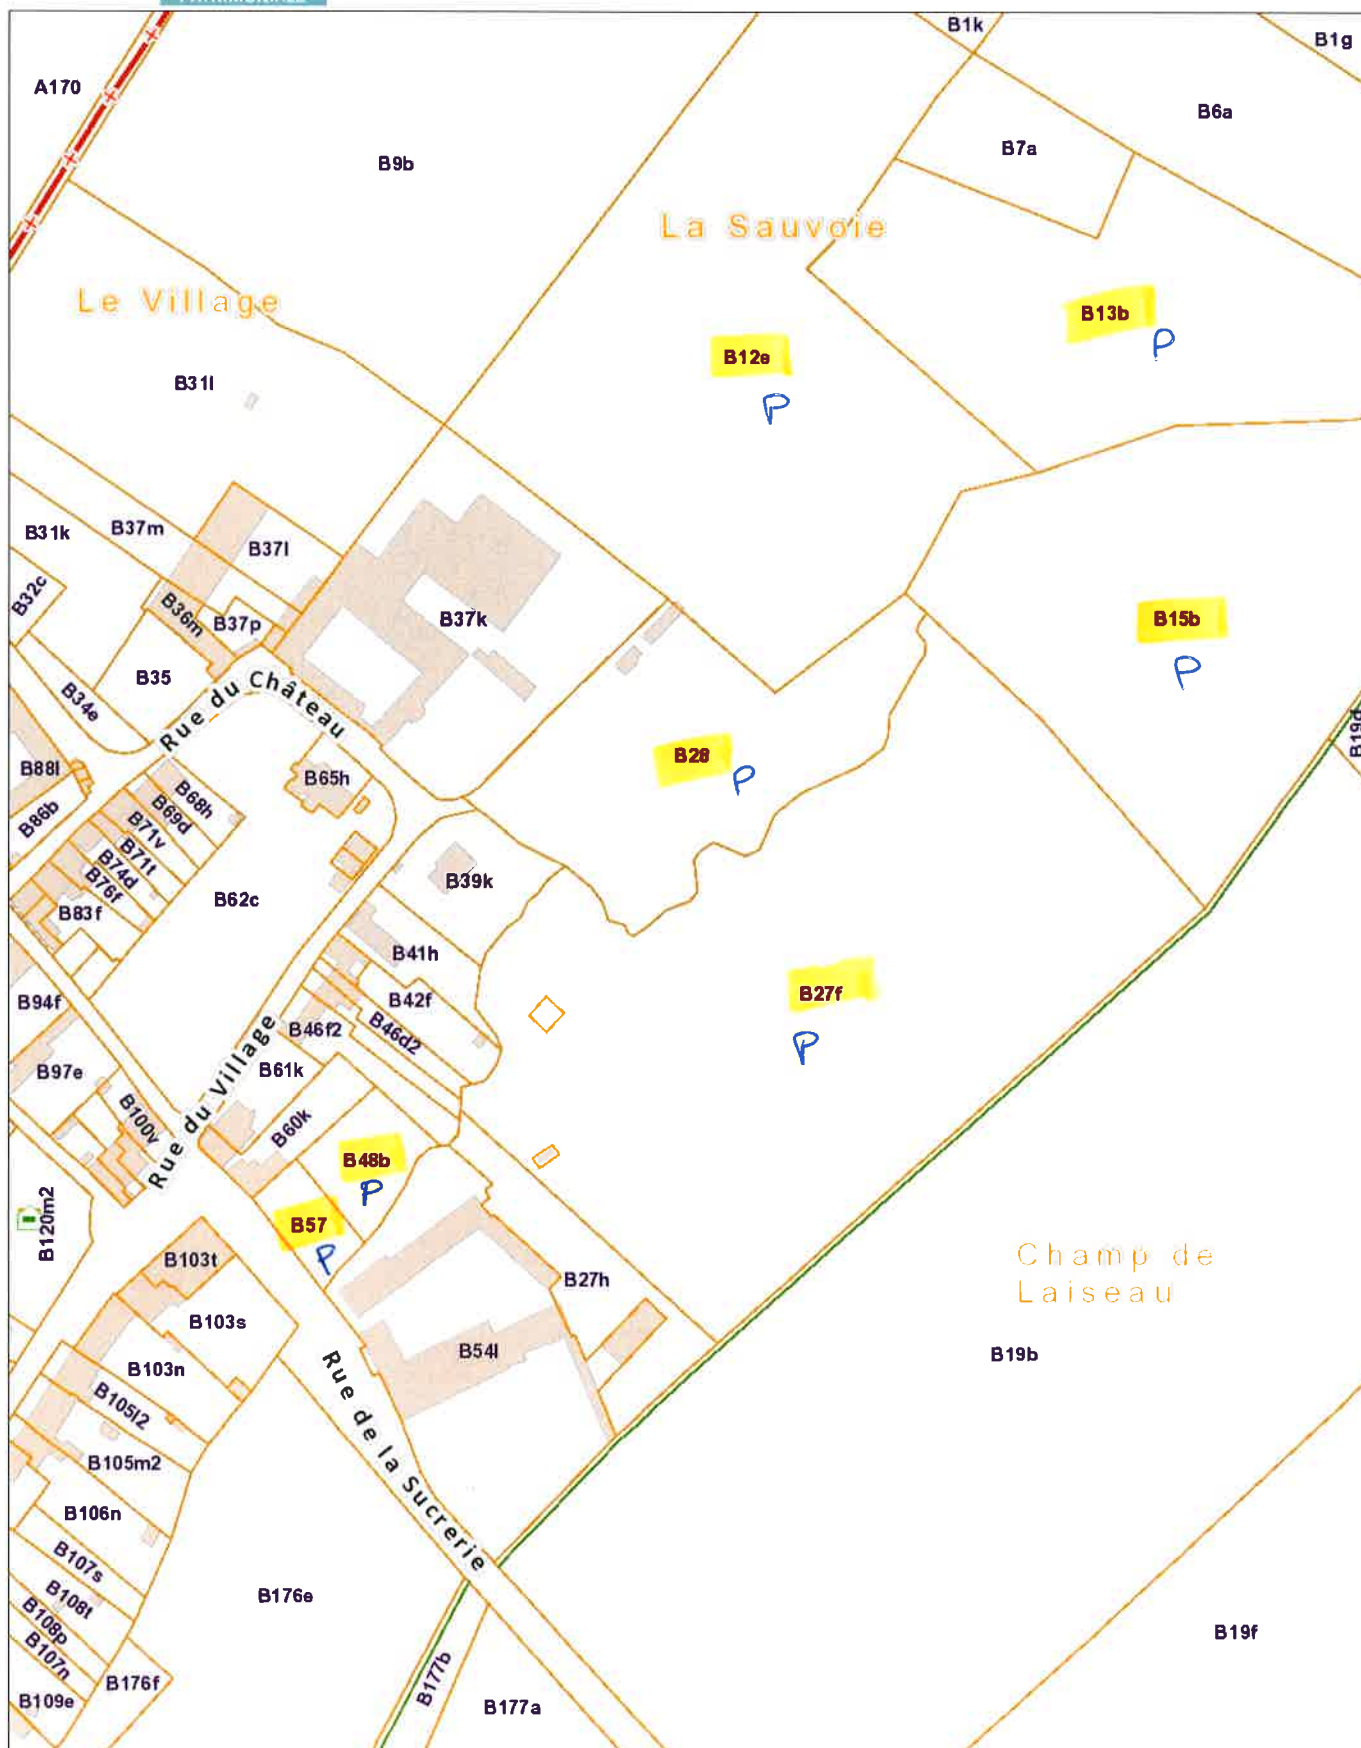 B1k
B1g
A170
B6a
B7a
B9b
La Sauvoie
Le Village
B13b
P
B12e
P
B31l
B31k
B37m
B37l
B32c
B36m
B37p
B37k
B15b
P
B35
B34e
Rue du Château
B19d
B28
P
B88l
B65h
B86b
B68h
B69d
B71v
B71t
B74d
B76f
B83f
B62c
B39k
B41h
B42f
B46d2
B46f2
B94f
B27f
P
Rue du Village
B61k
B97e
B100v
B60k
B48b
P
B57
P
B120m2
B103t
B27h
Champ de
Laiseau
B103s
B54l
B19b
B103n
B105l2
Rue de la Sucrerie
B105m2
B106n
B107s
B108t
B108p
B107n
B176e
B19f
B176f
B177b
B109e
B177a